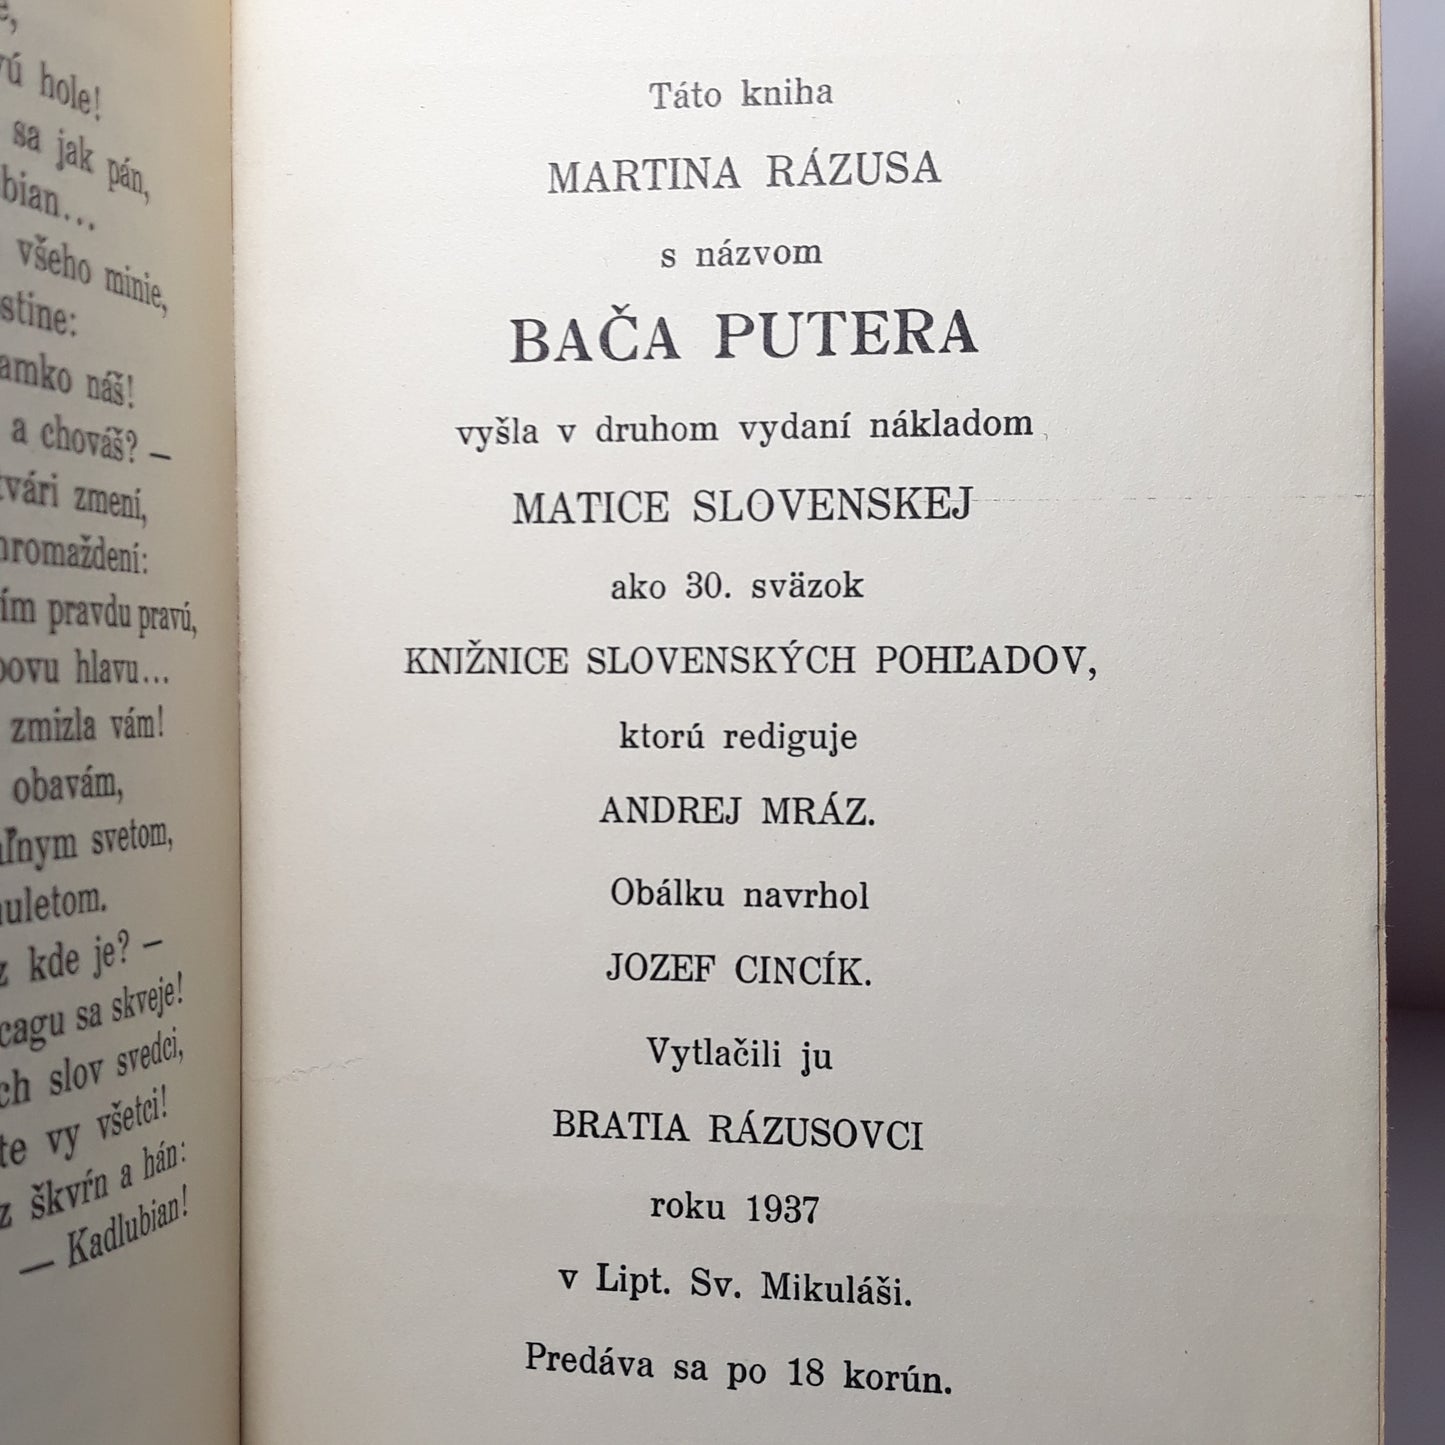 vú hole!
sa jak pán,
všeho minie,
náš!
a chováš? —
zmení,
pravdu pravú,
hlavu...
zmizla vám!
obavám,
svetom,
kde je? —
sa skveje!
slov svedci,
vy všetci!
škvŕn a hán:
— Kadlubian!
Táto kniha
MARTINA RÁZUSA
s názvom
BAČA PUTERA
vyšla v druhom vydaní nákladom
MATICE SLOVENSKEJ
ako 30. sväzok
KNIŽNICE SLOVENSKÝCH POHĽADOV,
ktorú rediguje
ANDREJ MRÁZ.
Obálku navrhol
JOZEF CINCÍK.
Vytlačili ju
BRATIA RÁZUSOVCI
roku 1937
v Lipt. Sv. Mikuláši.
Predáva sa po 18 korún.